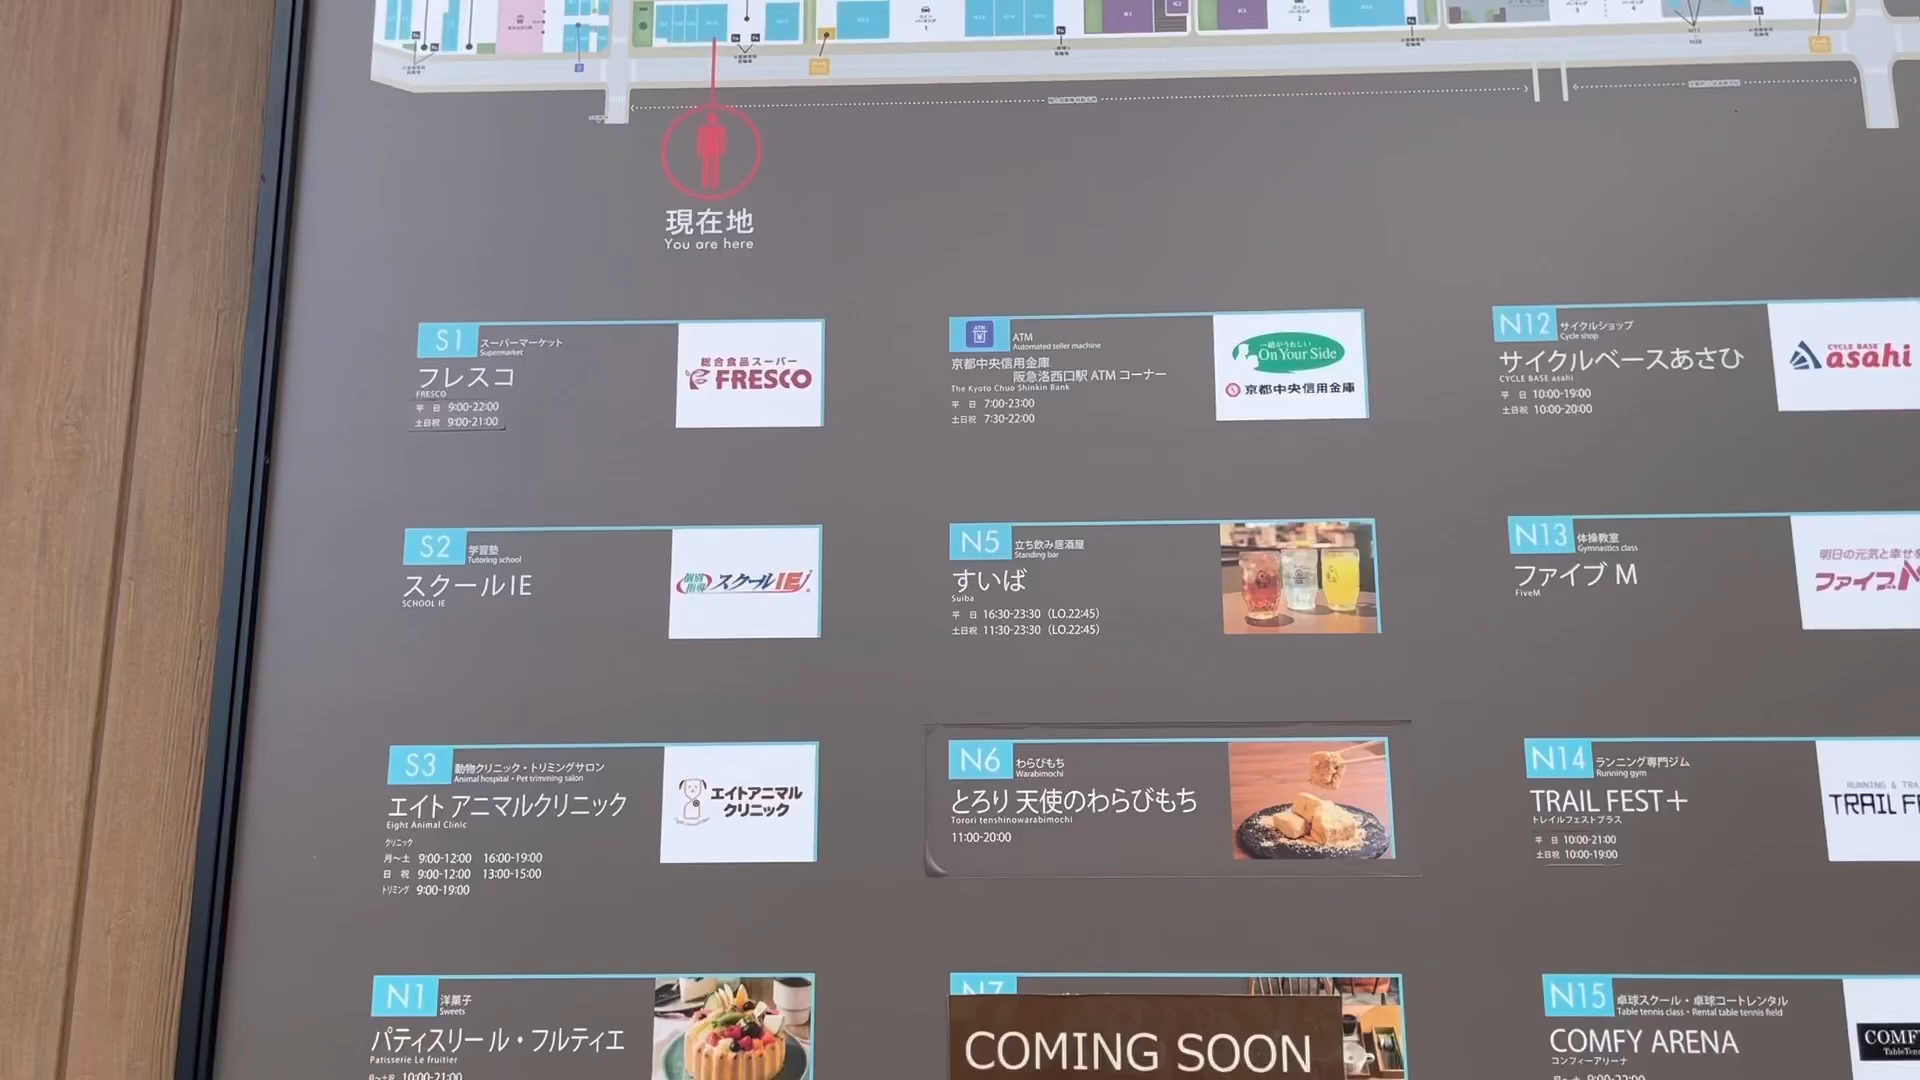 現在地
You are here
S1 スーパーマーケット
Supermarket
フレスコ
FRESCO
平 日 9:00-22:00
土日祝 9:00-21:00
総合食品スーパー
FRESCO
ATM
ATM
Automated teller machine
京都中央信用金庫
阪急洛西口駅 ATM コーナー
The Kyoto Chuo Shinkin Bank
平 日 7:00-23:00
土日祝 7:30-22:00
一緒がうれしい
On Your Side
京都中央信用金庫
N12 サイクルショップ
Cycle shop
サイクルベースあさひ
CYCLE BASE asahi
平 日 10:00-19:00
土日祝 10:00-20:00
CYCLE BASE
asahi
S2 学習塾
Tutoring school
スクールIE
SCHOOL IE
個別指導 スクールIE
N5 立ち飲み居酒屋
Standing bar
すいば
Suiba
平 日 16:30-23:30 (LO.22:45)
土日祝 11:30-23:30 (LO.22:45)
N13 体操教室
Gymnastics class
ファイブ M
FiveM
明日の元気と幸せを
ファイブM
S3 動物クリニック・トリミングサロン
Animal hospital・Pet trimming salon
エイト アニマルクリニック
Eight Animal Clinic
クリニック
月〜土 9:00-12:00 16:00-19:00
日 祝 9:00-12:00 13:00-15:00
トリミング 9:00-19:00
エイトアニマル
クリニック
N6 わらびもち
Warabimochi
とろり 天使のわらびもち
Torori tenshinowarabimochi
11:00-20:00
N14 ランニング専門ジム
Running gym
TRAIL FEST＋
トレイルフェストプラス
平 日 10:00-21:00
土日祝 10:00-19:00
RUNNING & TRA
TRAIL F
N1 洋菓子
Sweets
パティスリー ル・フルティエ
Patisserie Le fruitier
月〜土祝 10:00-21:00
N7
COMING SOON
N15 卓球スクール・卓球コートレンタル
Table tennis class・Rental table tennis field
COMFY ARENA
コンフィーアリーナ
COMF